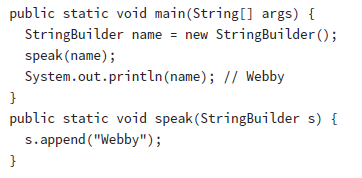 public static void main(String[] args) {
  StringBuilder name = new StringBuilder();
  speak(name);
  System.out.println(name); // Webby
}
public static void speak(StringBuilder s) {
  s.append("Webby");
}